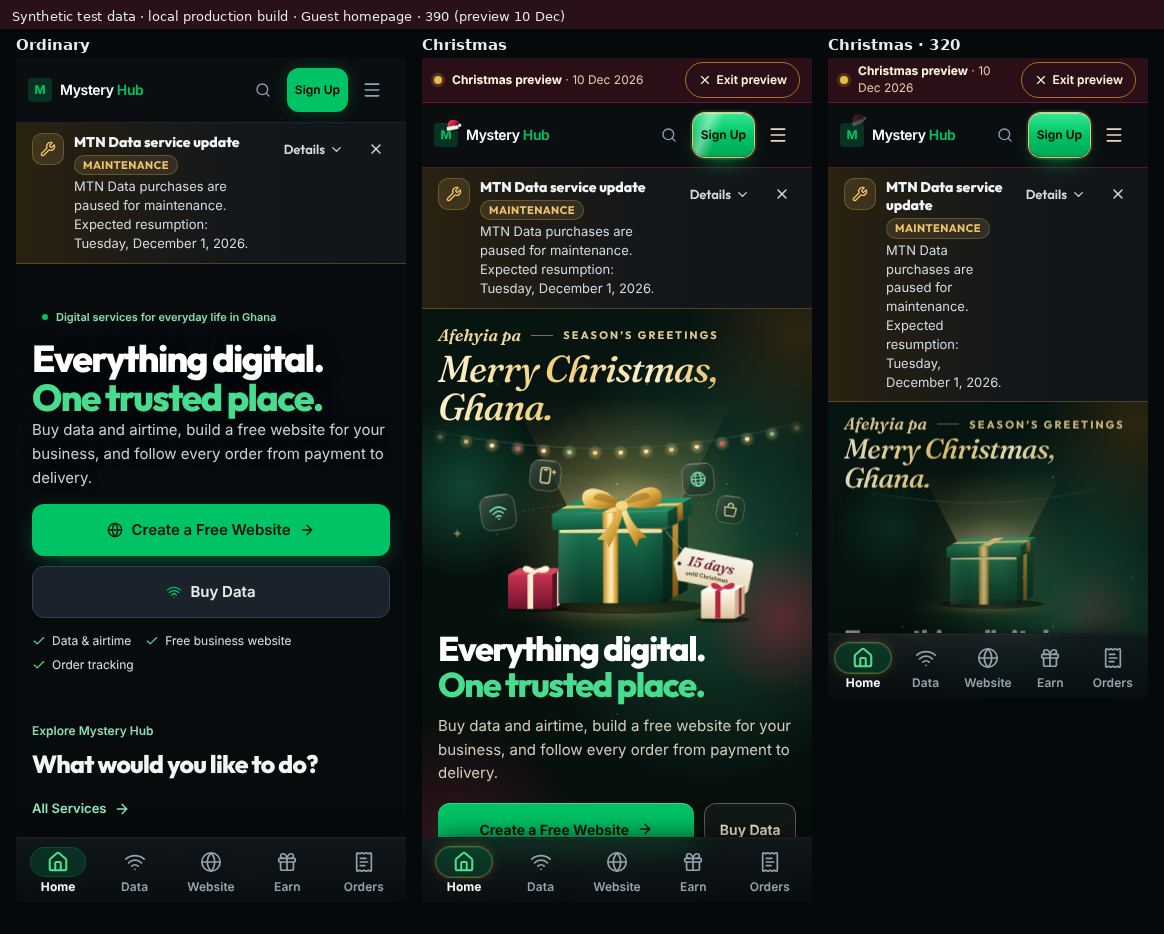 Synthetic test data · local production build · Guest homepage · 390 (preview 10 Dec)
Ordinary
M Mystery Hub
Sign Up
MTN Data service update
MAINTENANCE
MTN Data purchases are
paused for maintenance.
Expected resumption:
Tuesday, December 1, 2026.
Details
Digital services for everyday life in Ghana
Everything digital.
One trusted place.
Buy data and airtime, build a free website for your
business, and follow every order from payment to
delivery.
Create a Free Website
Buy Data
Data & airtime
Free business website
Order tracking
Explore Mystery Hub
What would you like to do?
All Services
Home
Data
Website
Earn
Orders
Christmas
Christmas preview · 10 Dec 2026
Exit preview
M Mystery Hub
Sign Up
MTN Data service update
MAINTENANCE
MTN Data purchases are
paused for maintenance.
Expected resumption:
Tuesday, December 1, 2026.
Details
Afehyia pa
SEASON'S GREETINGS
Merry Christmas,
Ghana.
15 days
until Christmas
Everything digital.
One trusted place.
Buy data and airtime, build a free website for your
business, and follow every order from payment to
delivery.
Create a Free Website
Buy Data
Home
Data
Website
Earn
Orders
Christmas · 320
Christmas preview · 10
Dec 2026
Exit preview
M Mystery Hub
Sign Up
MTN Data service
update
MAINTENANCE
MTN Data
purchases are
paused for
maintenance.
Expected
resumption:
Tuesday,
December 1, 2026.
Details
Afehyia pa
SEASON'S GREETINGS
Merry Christmas,
Ghana.
Everything digital.
Home
Data
Website
Earn
Orders